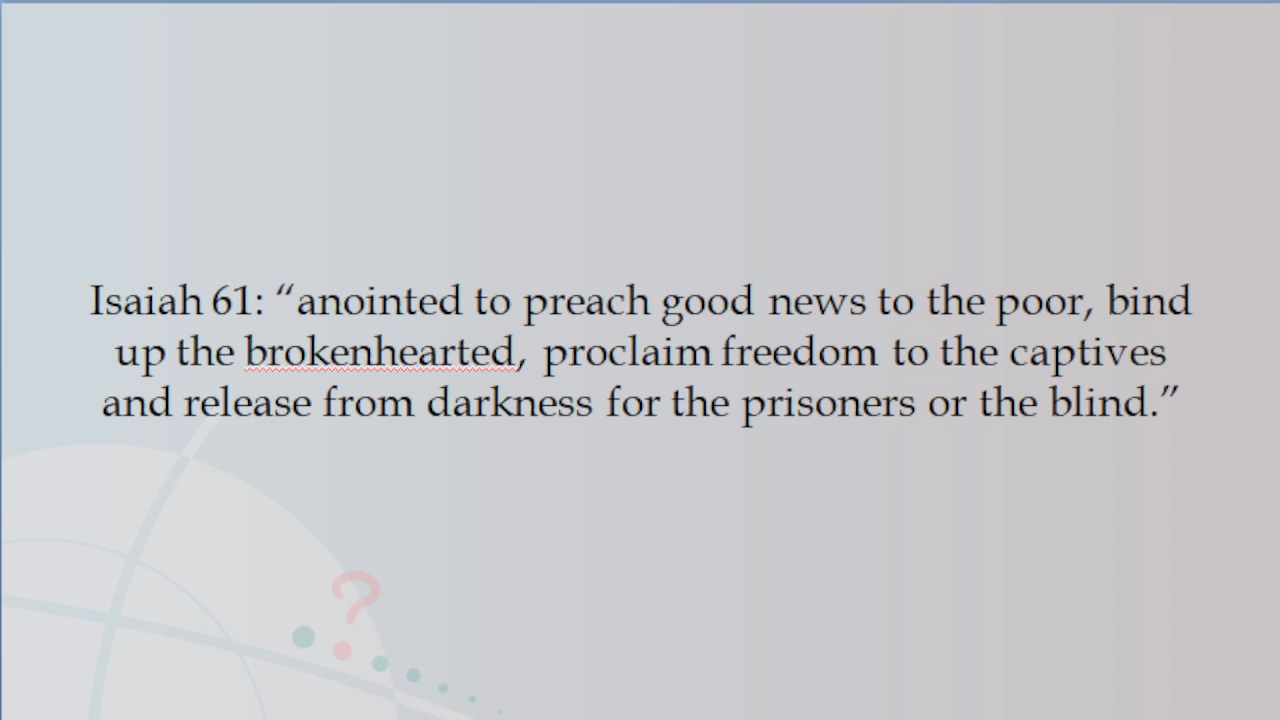 Isaiah 61: “anointed to preach good news to the poor, bind
up the brokenhearted, proclaim freedom to the captives
and release from darkness for the prisoners or the blind.”
?